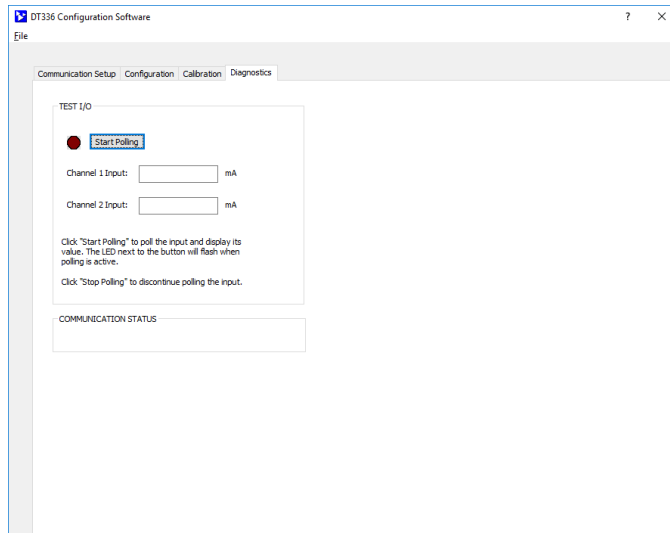 DT336 Configuration Software
?
File
Communication Setup Configuration Calibration Diagnostics
TEST I/O
Start Polling
Channel 1 Input: mA
Channel 2 Input: mA
Click "Start Polling" to poll the input and display its
value. The LED next to the button will flash when
polling is active.
Click "Stop Polling" to discontinue polling the input.
COMMUNICATION STATUS